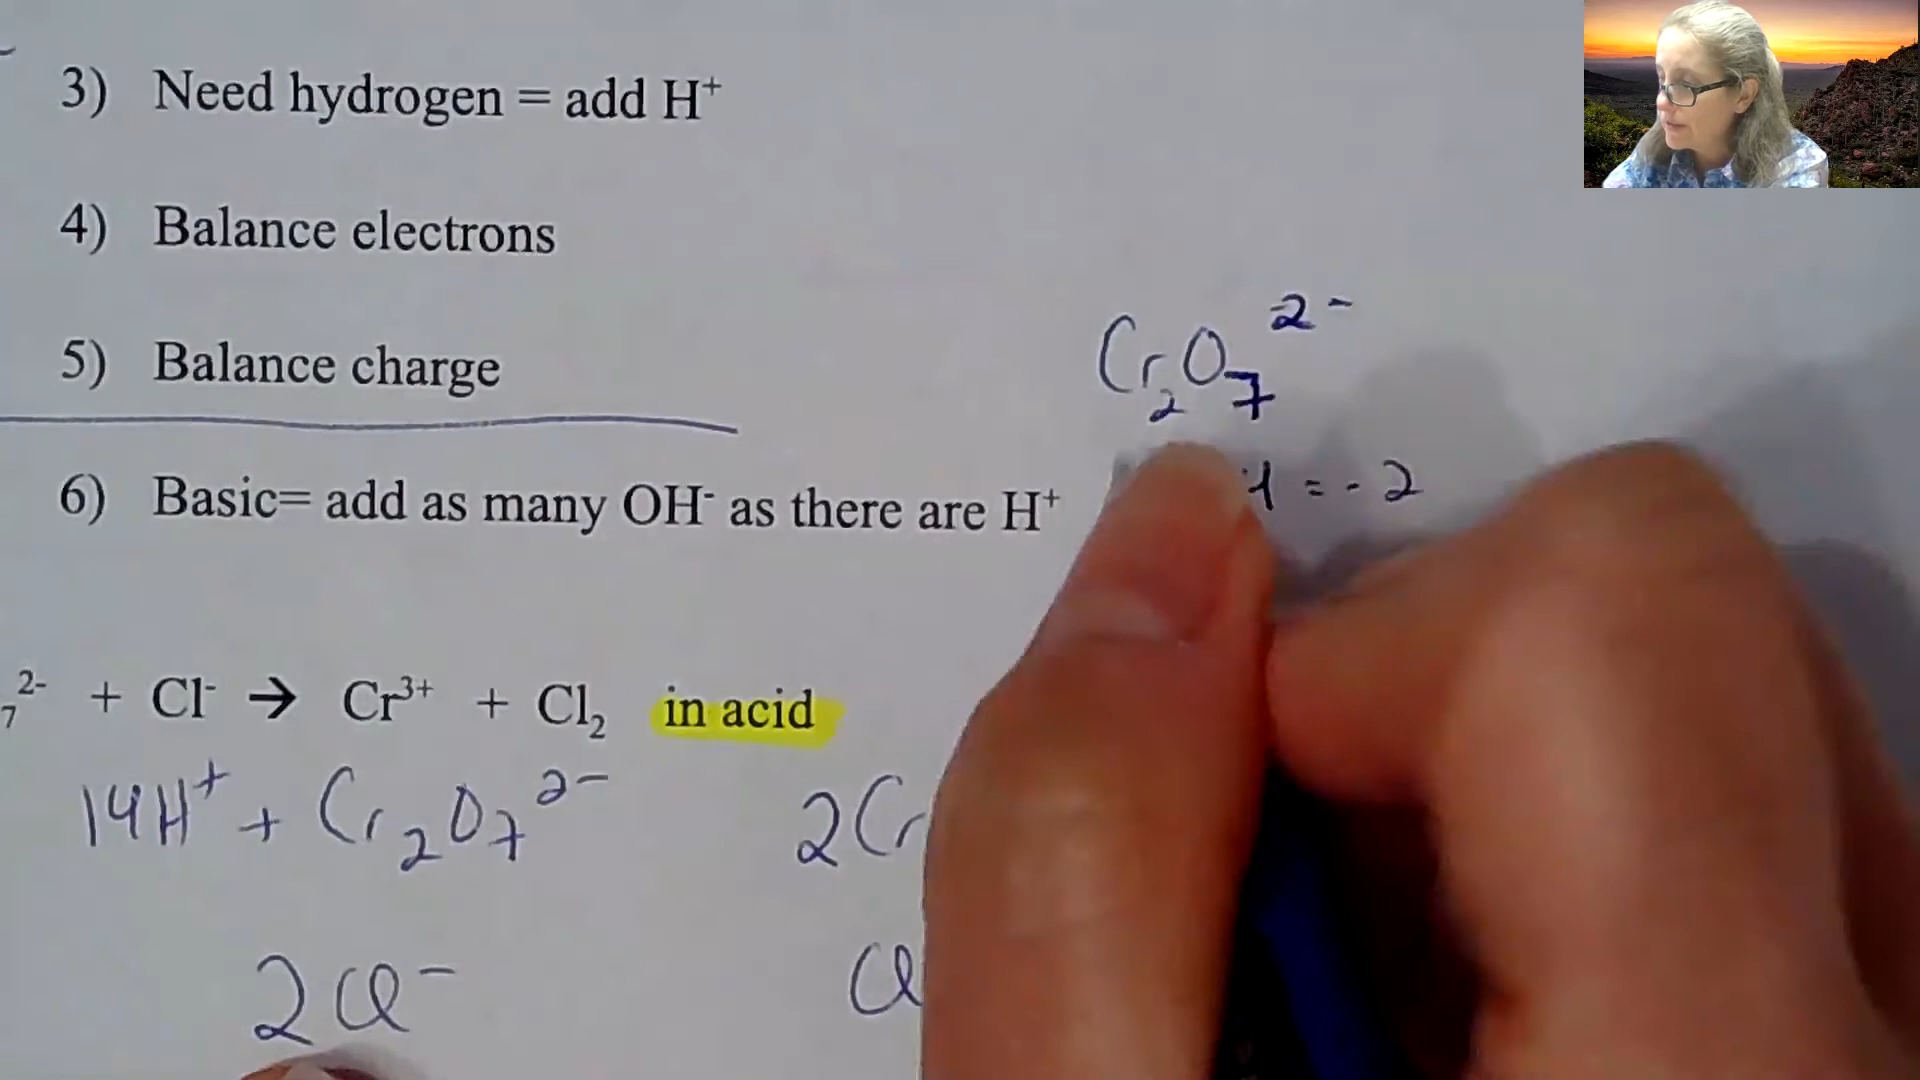 3) Need hydrogen = add H⁺
4) Balance electrons
5) Balance charge
Cr₂O₇²⁻
= - 2
6) Basic= add as many OH⁻ as there are H⁺
₇²⁻ + Cl⁻ → Cr³⁺ + Cl₂ in acid
14H⁺ + Cr₂O₇²⁻ 2Cr
2Cl⁻ Cl